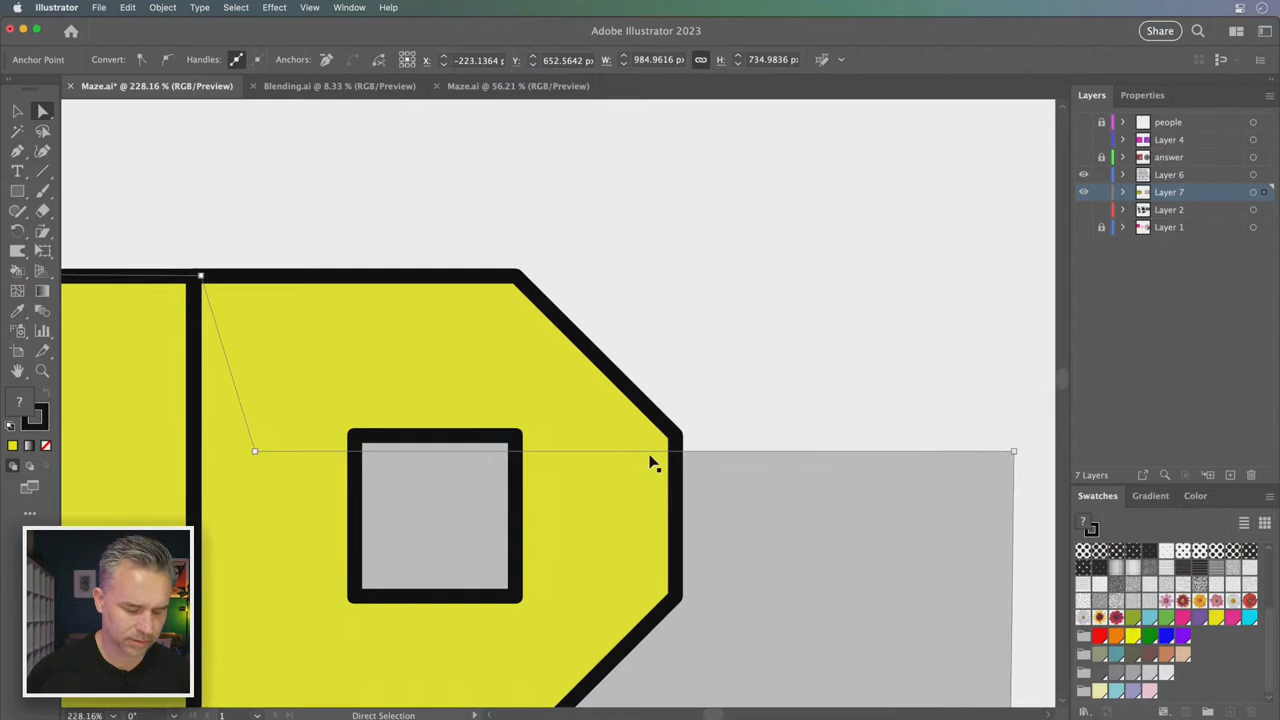 Illustrator File Edit Object Type Select Effect View Window Help
Adobe Illustrator 2023
Share
Anchor Point Convert: Handles: Anchors: X: -223.1364 p Y: 652.5642 p W: 984.9616 px H: 734.9836 px
Maze.ai* @ 228.16 % (RGB/Preview) Blending.ai @ 8.33 % (RGB/Preview) Maze.ai @ 56.21 % (RGB/Preview)
Layers Properties
people
Layer 4
answer
Layer 6
Layer 7
Layer 2
Layer 1
?
7 Layers
Swatches Gradient Color
?
228.16% 0° 1 Direct Selection